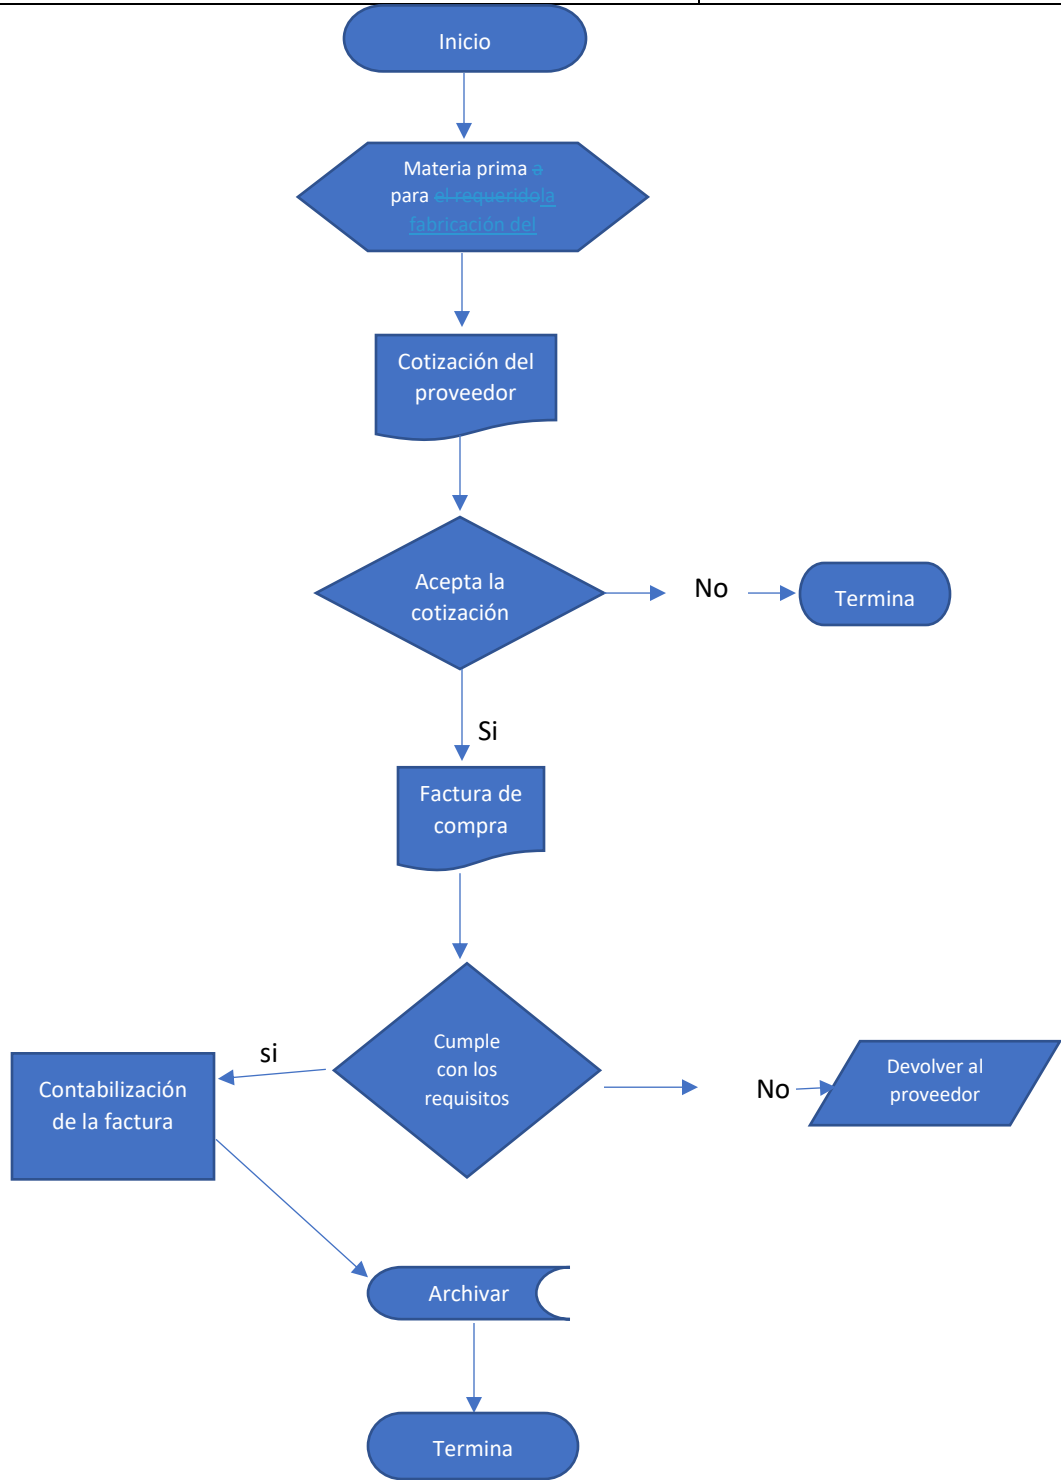 Inicio
Materia prima a
para el requeridola
fabricación del
Cotización del
proveedor
Acepta la
cotización
No
Termina
Si
Factura de
compra
Cumple
con los
requisitos
si
Contabilización
de la factura
No
Devolver al
proveedor
Archivar
Termina